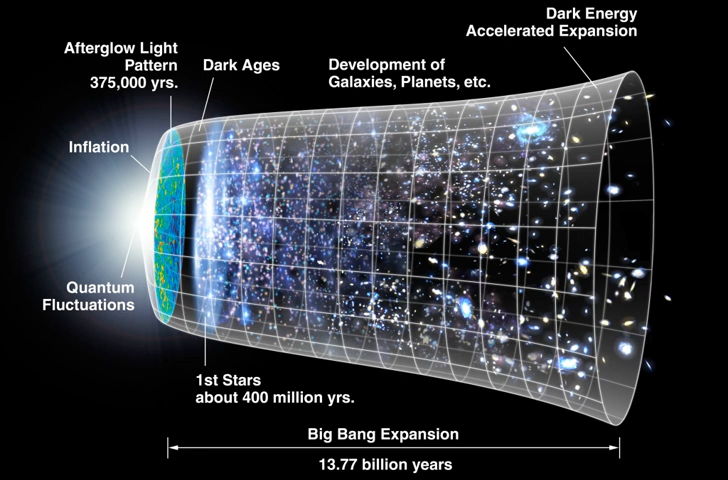 Dark Energy
Accelerated Expansion
Afterglow Light
Pattern
375,000 yrs.
Dark Ages
Development of
Galaxies, Planets, etc.
Inflation
Quantum
Fluctuations
1st Stars
about 400 million yrs.
Big Bang Expansion
13.77 billion years